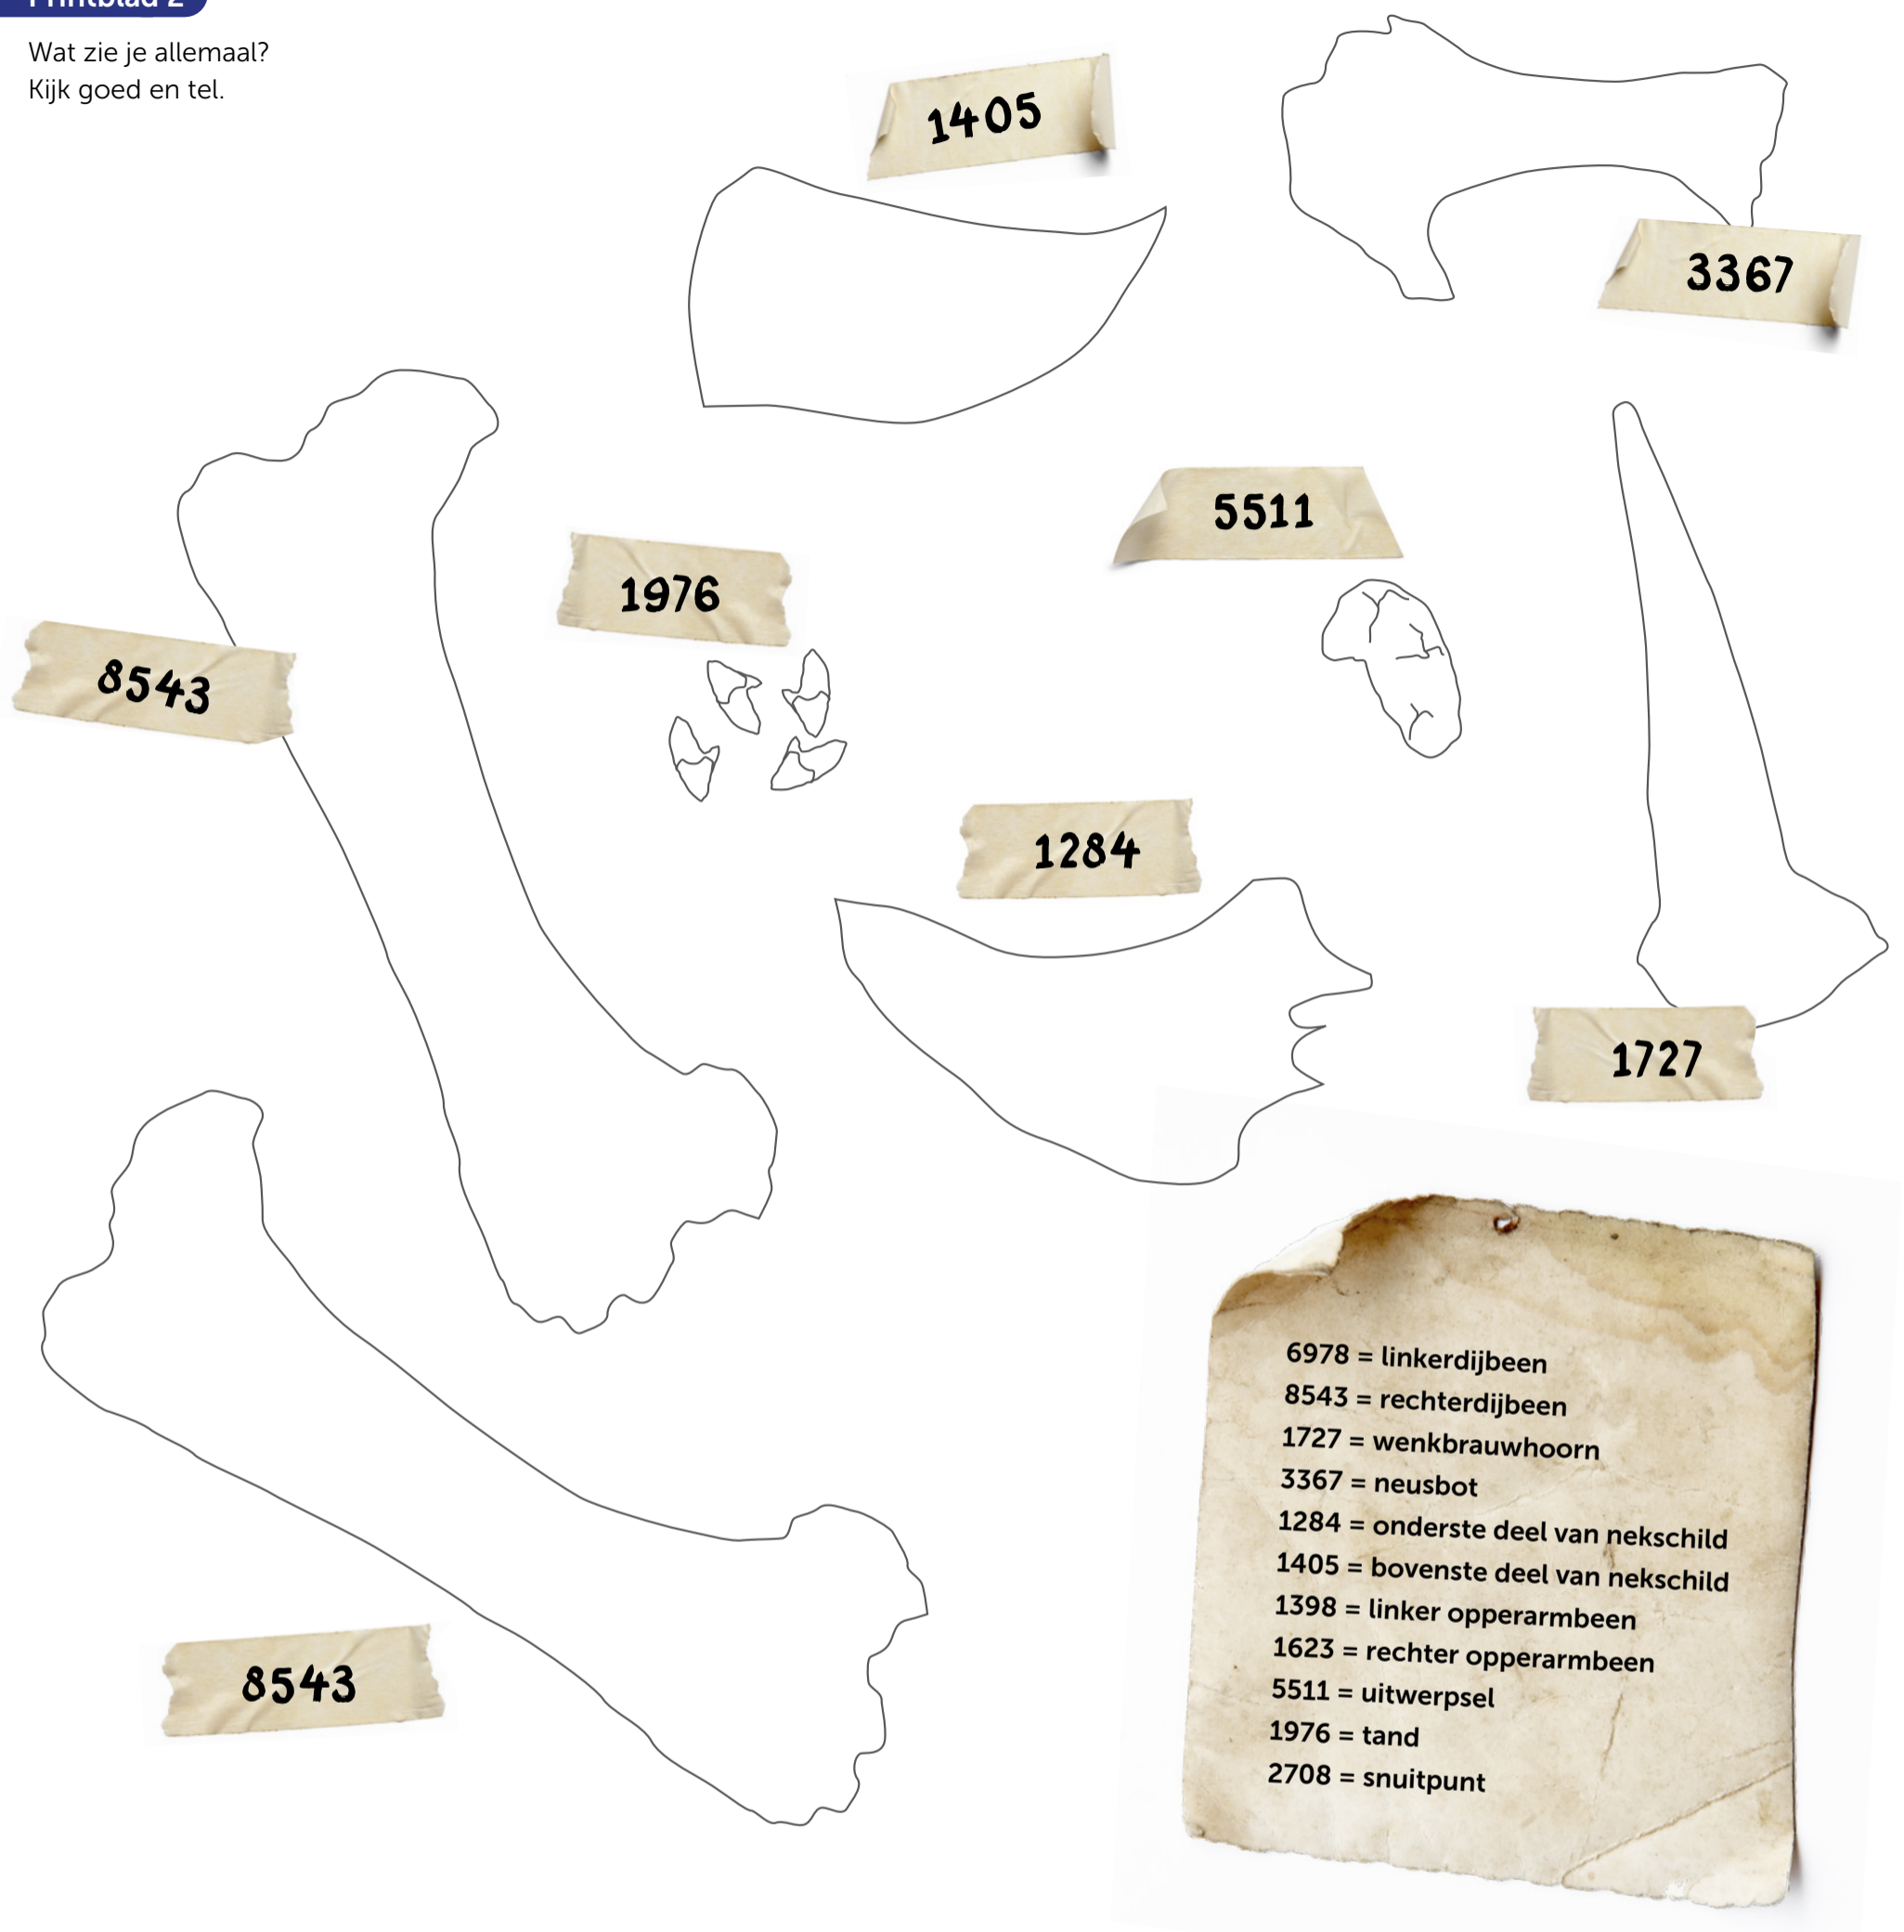 Printblad 2
Wat zie je allemaal?
Kijk goed en tel.
1405
3367
5511
1976
8543
1284
1727
8543
6978 = linkerdijbeen
8543 = rechterdijbeen
1727 = wenkbrauwhoorn
3367 = neusbot
1284 = onderste deel van nekschild
1405 = bovenste deel van nekschild
1398 = linker opperarmbeen
1623 = rechter opperarmbeen
5511 = uitwerpsel
1976 = tand
2708 = snuitpunt